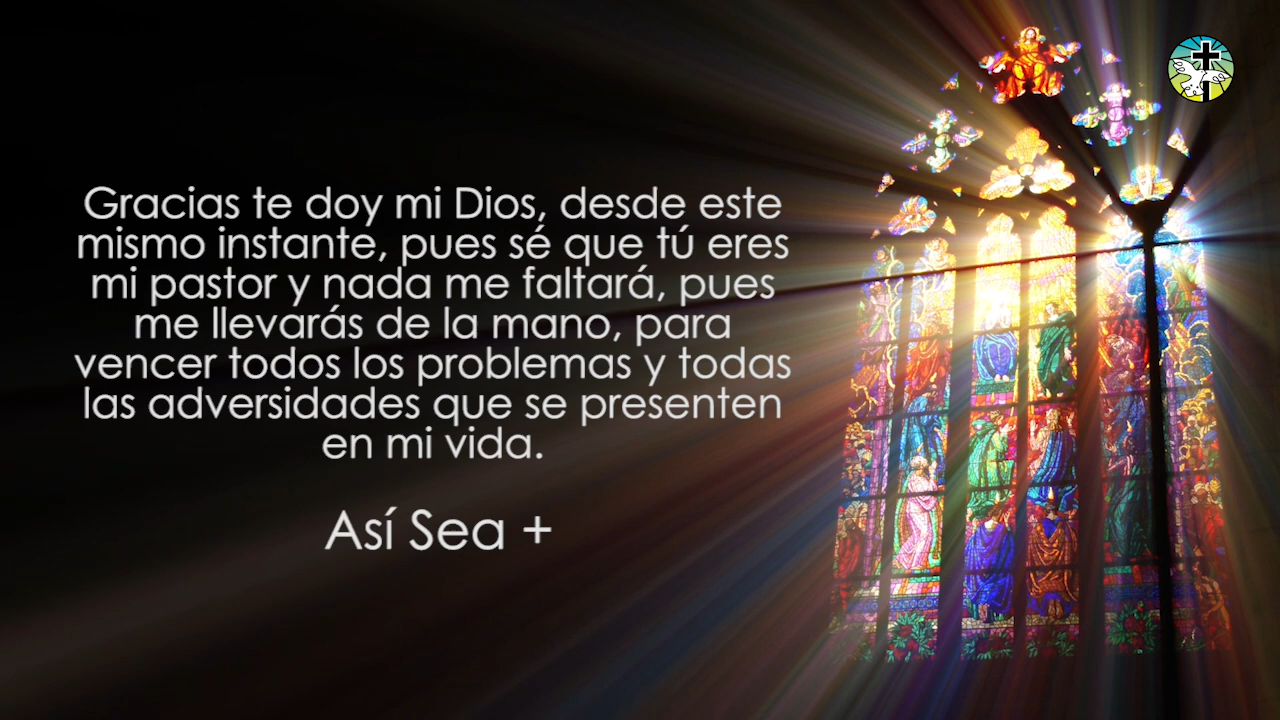 Gracias te doy mi Dios, desde este
mismo instante, pues sé que tú eres
mi pastor y nada me faltará, pues
me llevarás de la mano, para
vencer todos los problemas y todas
las adversidades que se presenten
en mi vida.
Así Sea +